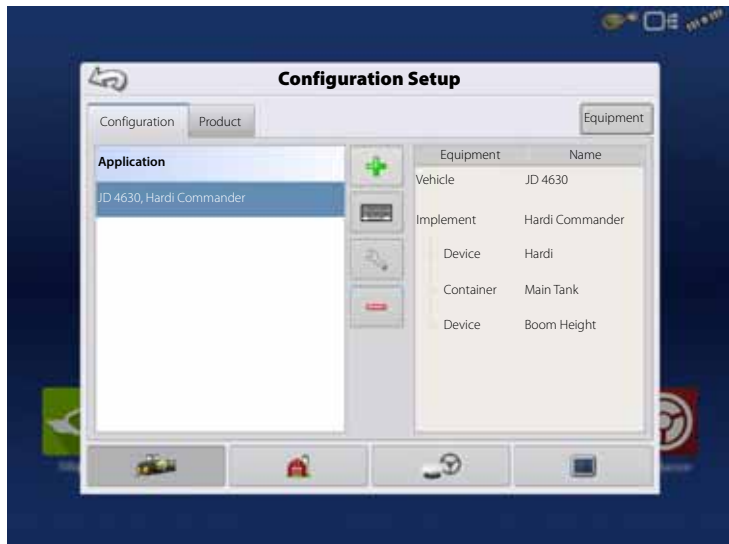 Configuration Setup
Configuration Product Equipment
Application
JD 4630, Hardi Commander
Equipment Name
Vehicle JD 4630
Implement Hardi Commander
Device Hardi
Container Main Tank
Device Boom Height